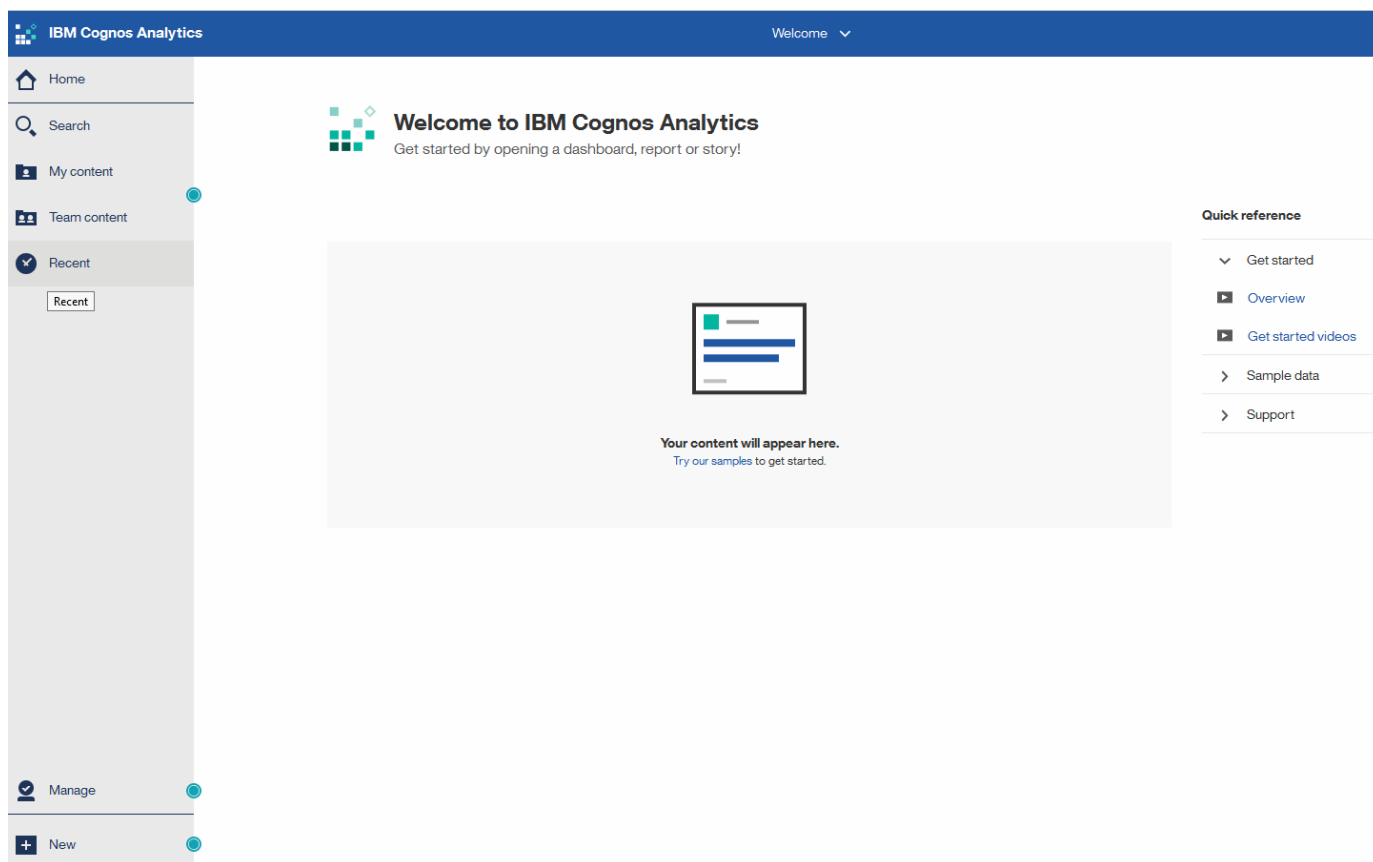 IBM Cognos Analytics
Welcome
Home
Search
My content
Team content
Recent
Recent
Manage
New
Welcome to IBM Cognos Analytics
Get started by opening a dashboard, report or story!
Your content will appear here.
Try our samples to get started.
Quick reference
Get started
Overview
Get started videos
Sample data
Support